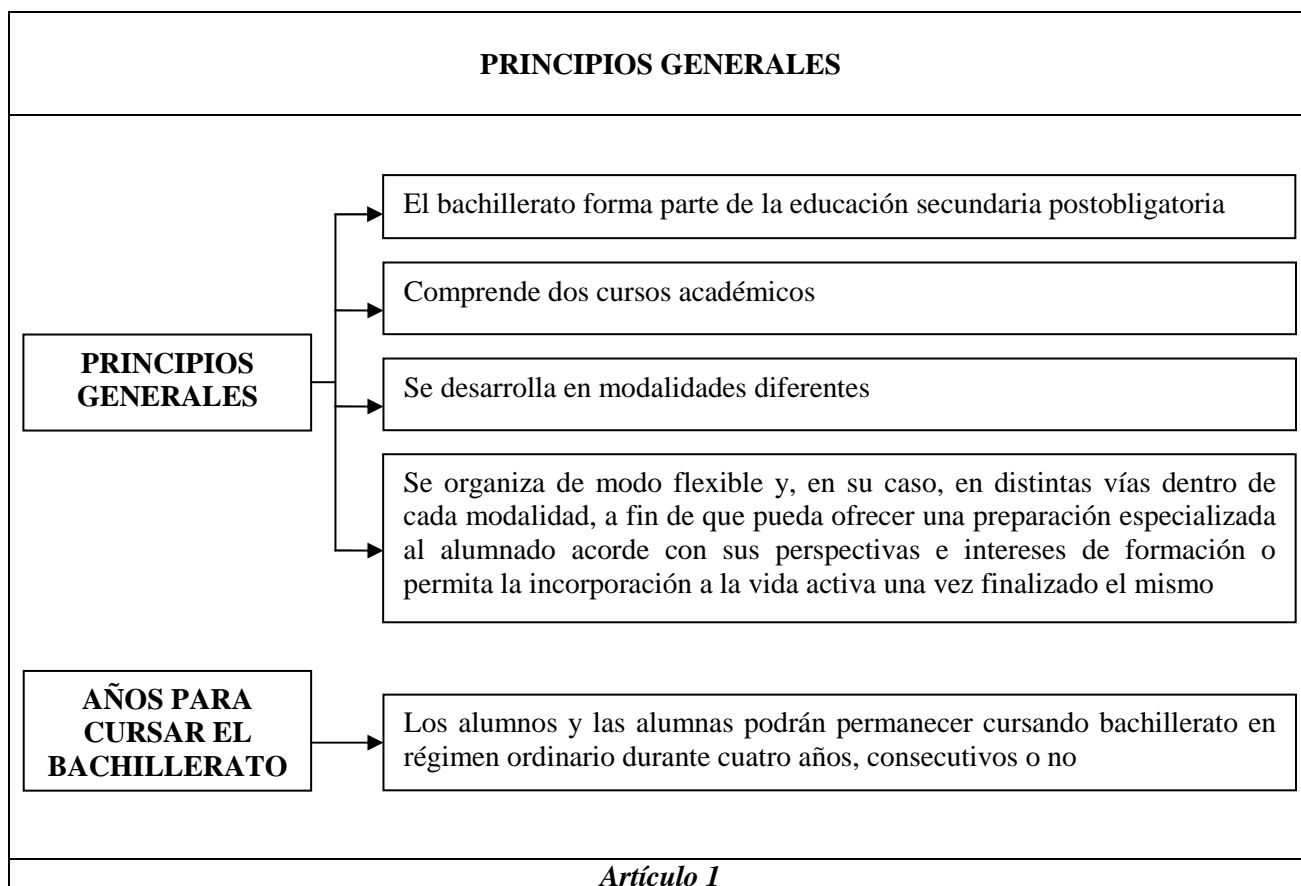 PRINCIPIOS GENERALES
El bachillerato forma parte de la educación secundaria postobligatoria
Comprende dos cursos académicos
PRINCIPIOS
GENERALES
Se desarrolla en modalidades diferentes
Se organiza de modo flexible y, en su caso, en distintas vías dentro de
cada modalidad, a fin de que pueda ofrecer una preparación especializada
al alumnado acorde con sus perspectivas e intereses de formación o
permita la incorporación a la vida activa una vez finalizado el mismo
AÑOS PARA
CURSAR EL
BACHILLERATO
Los alumnos y las alumnas podrán permanecer cursando bachillerato en
régimen ordinario durante cuatro años, consecutivos o no
Artículo 1